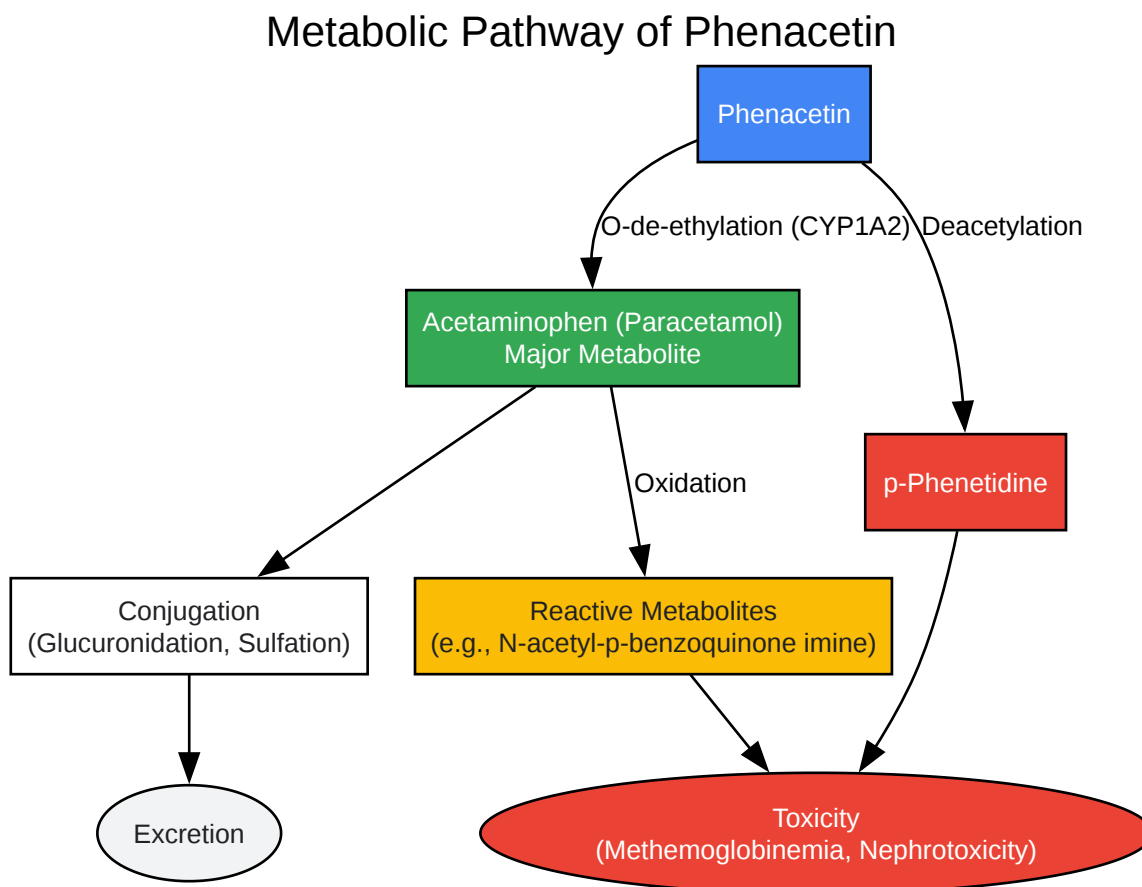 Metabolic Pathway of Phenacetin
Phenacetin
O-de-ethylation (CYP1A2)
Deacetylation
Acetaminophen (Paracetamol)
Major Metabolite
p-Phenetidine
Oxidation
Conjugation
(Glucuronidation, Sulfation)
Reactive Metabolites
(e.g., N-acetyl-p-benzoquinone imine)
Excretion
Toxicity
(Methemoglobinemia, Nephrotoxicity)